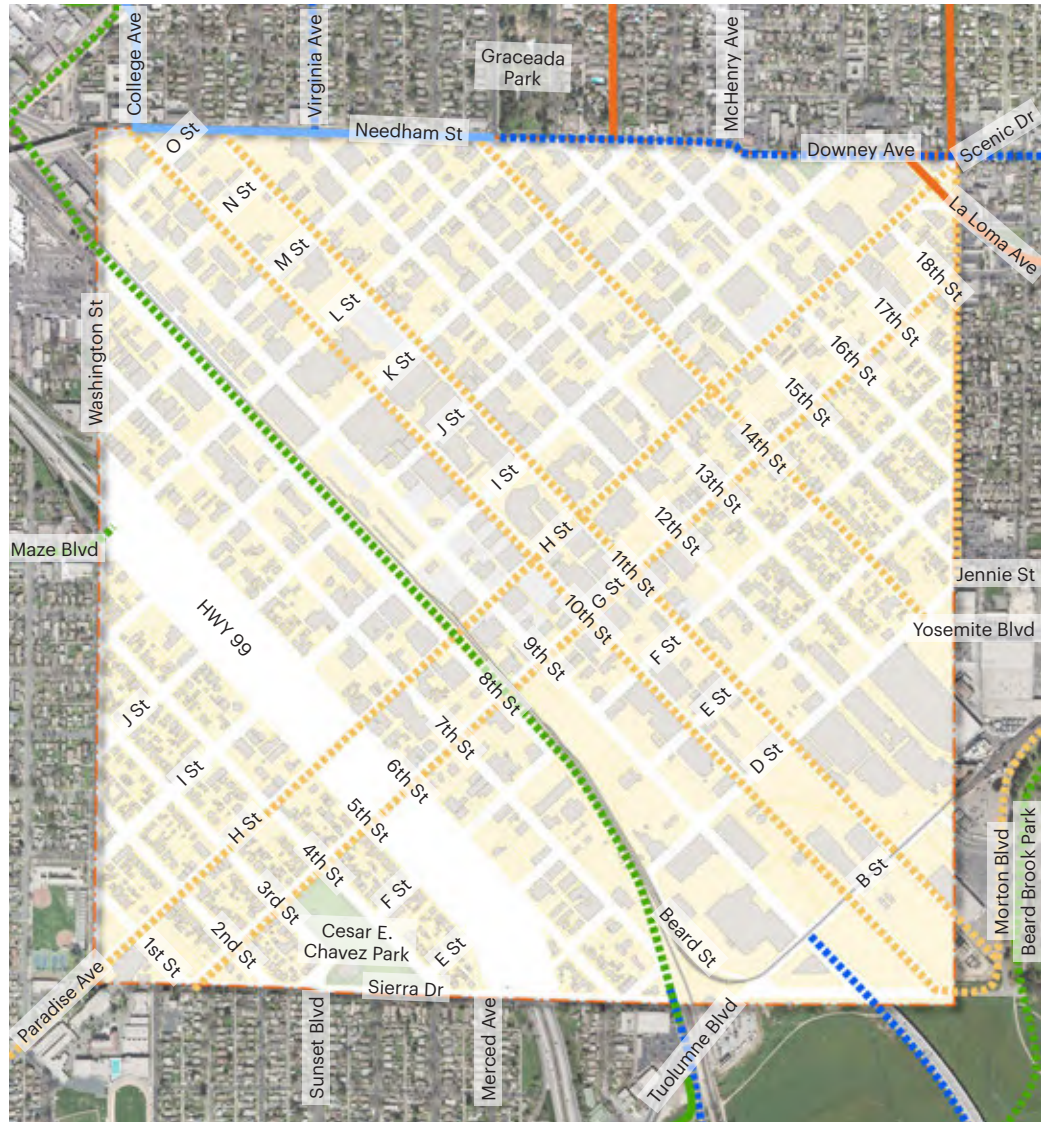 College Ave
Virginia Ave
Graceada
Park
McHenry Ave
Needham St
Downey Ave
Scenic Dr
O St
N St
M St
L St
K St
J St
I St
H St
G St
F St
E St
D St
B St
La Loma Ave
18th St
17th St
16th St
15th St
14th St
13th St
12th St
11th St
10th St
9th St
8th St
7th St
6th St
5th St
4th St
3rd St
2nd St
1st St
Washington St
Maze Blvd
HWY 99
Jennie St
Yosemite Blvd
J St
I St
H St
F St
E St
Cesar E.
Chavez Park
Sierra Dr
Beard St
Morton Blvd
Beard Brook Park
Paradise Ave
Sunset Blvd
Merced Ave
Tuolumne Blvd